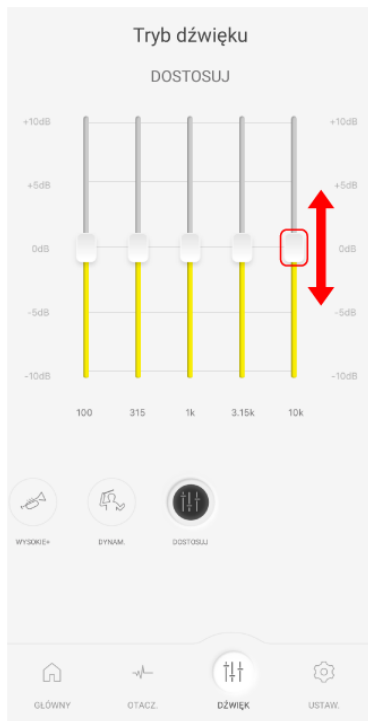 Tryb dźwięku
DOSTOSUJ
+10dB +10dB
+5dB +5dB
0dB 0dB
-5dB -5dB
-10dB -10dB
100 315 1k 3.15k 10k
WYSOKIE+ DYNAM. DOSTOSUJ
GŁÓWNY OTACZ. DŹWIĘK USTAW.